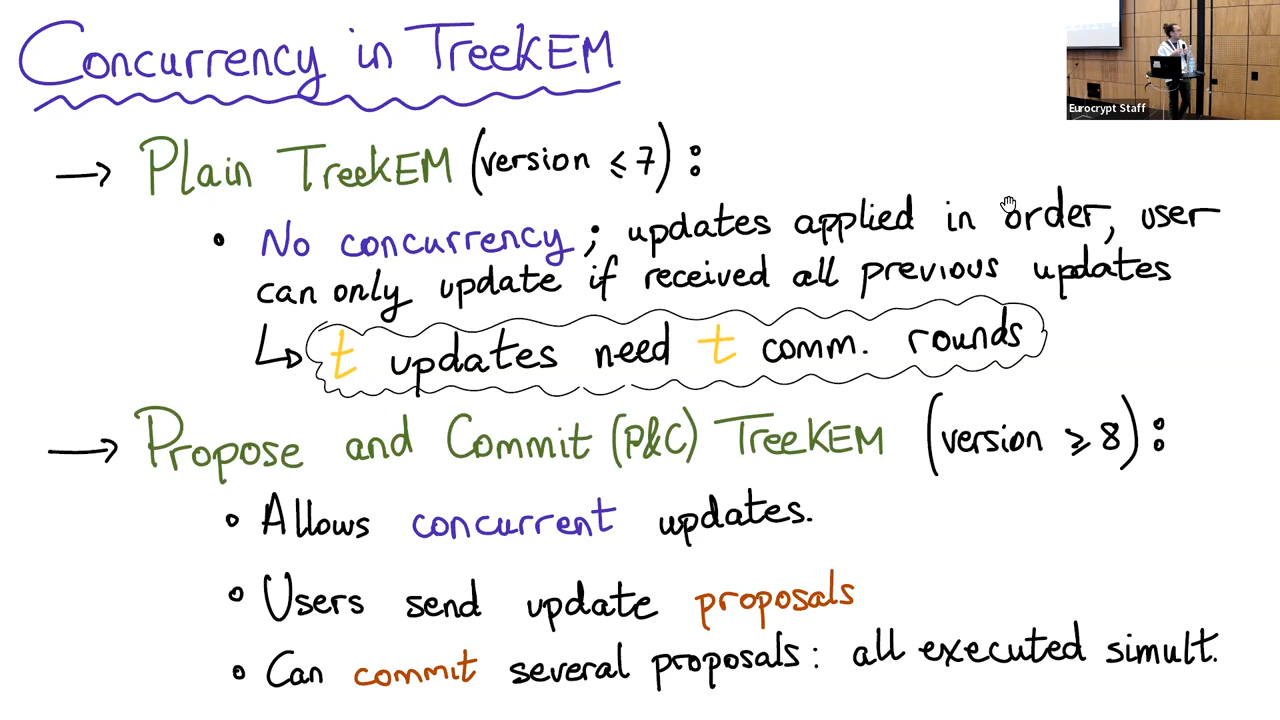 Concurrency in TreeKEM
Eurocrypt Staff
→ Plain TreeKEM (version ≤ 7):
• No concurrency; updates applied in order, user
can only update if received all previous updates
↳ t updates need t comm. rounds
→ Propose and Commit (P&C) TreeKEM (version ≥ 8):
• Allows concurrent updates.
• Users send update proposals
• Can commit several proposals: all executed simult.